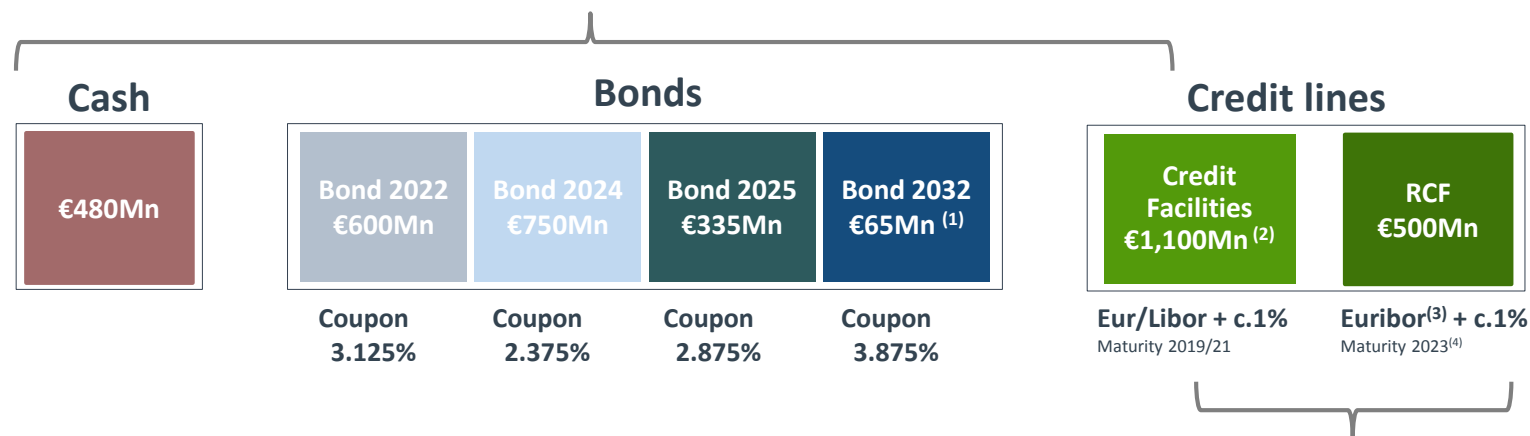 Cash
Bonds
Credit lines
€480Mn
Bond 2022
€600Mn
Bond 2024
€750Mn
Bond 2025
€335Mn
Bond 2032
€65Mn (1)
Credit
Facilities
€1,100Mn (2)
RCF
€500Mn
Coupon
3.125%
Coupon
2.375%
Coupon
2.875%
Coupon
3.875%
Eur/Libor + c.1%
Maturity 2019/21
Euribor(3) + c.1%
Maturity 2023(4)